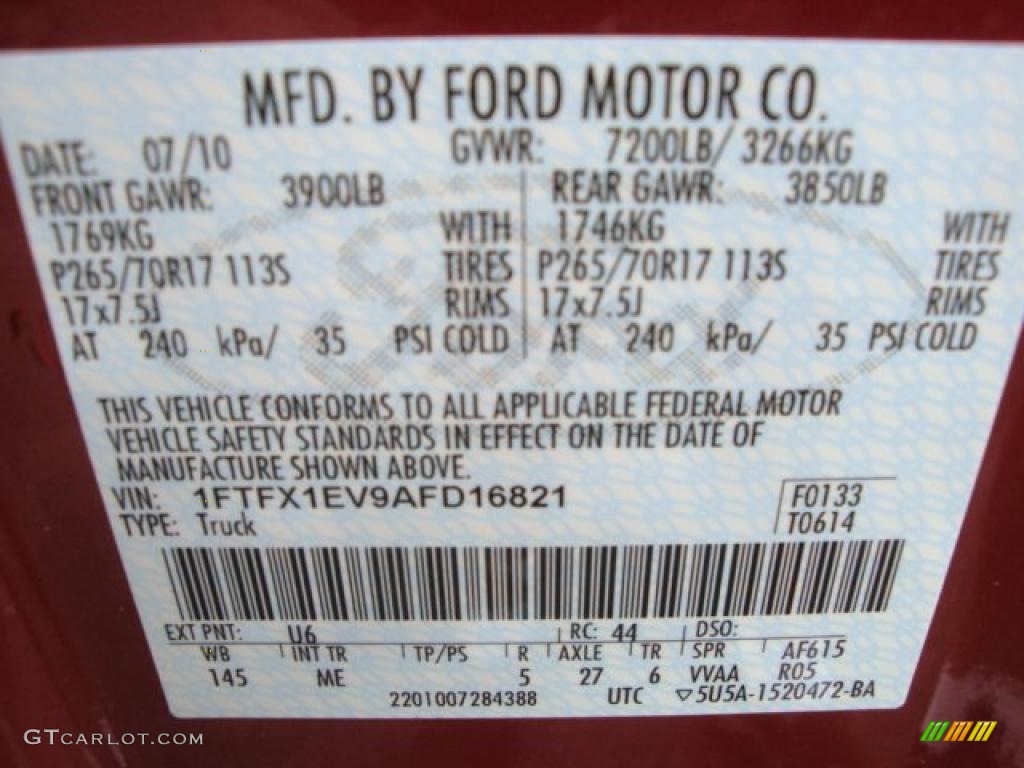 MFD. BY FORD MOTOR CO.
DATE: 07/10 GVWR: 7200LB/ 3266KG
FRONT GAWR: 3900LB REAR GAWR: 3850LB
1769KG WITH 1746KG WITH
P265/70R17 113S TIRES P265/70R17 113S TIRES
17x7.5J RIMS 17x7.5J RIMS
AT 240 kPa/ 35 PSI COLD AT 240 kPa/ 35 PSI COLD
THIS VEHICLE CONFORMS TO ALL APPLICABLE FEDERAL MOTOR
VEHICLE SAFETY STANDARDS IN EFFECT ON THE DATE OF
MANUFACTURE SHOWN ABOVE.
VIN: 1FTFX1EV9AFD16821 F0133
TYPE: Truck T0614
EXT PNT: U6 RC: 44 DSO:
WB INT TR TP/PS R AXLE TR SPR AF615
145 ME 5 27 6 VVAA R05
2201007284388 UTC ▽5U5A-1520472-BA
GTCARLOT.COM